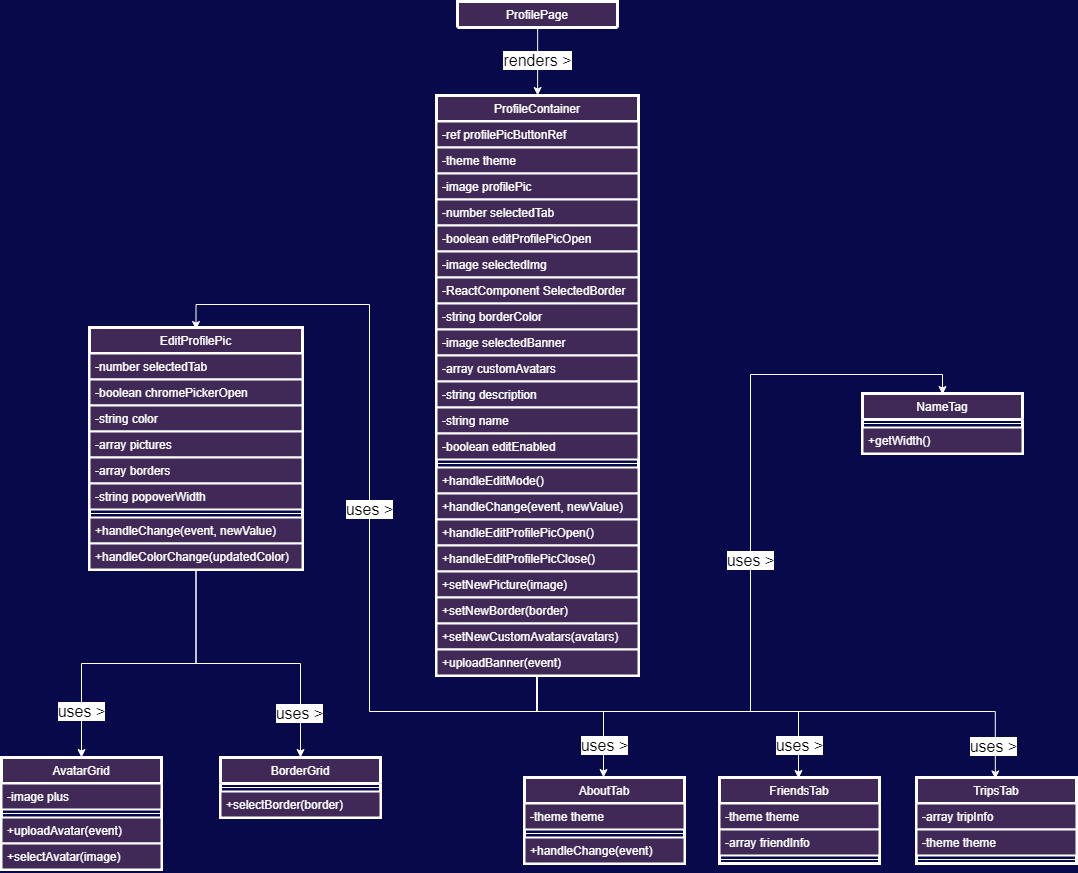 ProfilePage
renders >
ProfileContainer
-ref profilePicButtonRef
-theme theme
-image profilePic
-number selectedTab
-boolean editProfilePicOpen
-image selectedImg
-ReactComponent SelectedBorder
-string borderColor
-image selectedBanner
-array customAvatars
-string description
-string name
-boolean editEnabled
+handleEditMode()
+handleChange(event, newValue)
+handleEditProfilePicOpen()
+handleEditProfilePicClose()
+setNewPicture(image)
+setNewBorder(border)
+setNewCustomAvatars(avatars)
+uploadBanner(event)
EditProfilePic
-number selectedTab
-boolean chromePickerOpen
-string color
-array pictures
-array borders
-string popoverWidth
+handleChange(event, newValue)
+handleColorChange(updatedColor)
uses >
NameTag
+getWidth()
uses >
uses >
uses >
AvatarGrid
-image plus
+uploadAvatar(event)
+selectAvatar(image)
BorderGrid
+selectBorder(border)
uses >
uses >
uses >
AboutTab
-theme theme
+handleChange(event)
FriendsTab
-theme theme
-array friendInfo
TripsTab
-array tripInfo
-theme theme